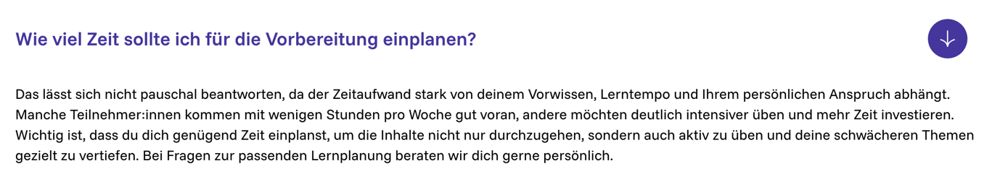 Wie viel Zeit sollte ich für die Vorbereitung einplanen?
Das lässt sich nicht pauschal beantworten, da der Zeitaufwand stark von deinem Vorwissen, Lerntempo und Ihrem persönlichen Anspruch abhängt.
Manche Teilnehmer:innen kommen mit wenigen Stunden pro Woche gut voran, andere möchten deutlich intensiver üben und mehr Zeit investieren.
Wichtig ist, dass du dich genügend Zeit einplanst, um die Inhalte nicht nur durchzugehen, sondern auch aktiv zu üben und deine schwächeren Themen
gezielt zu vertiefen. Bei Fragen zur passenden Lernplanung beraten wir dich gerne persönlich.